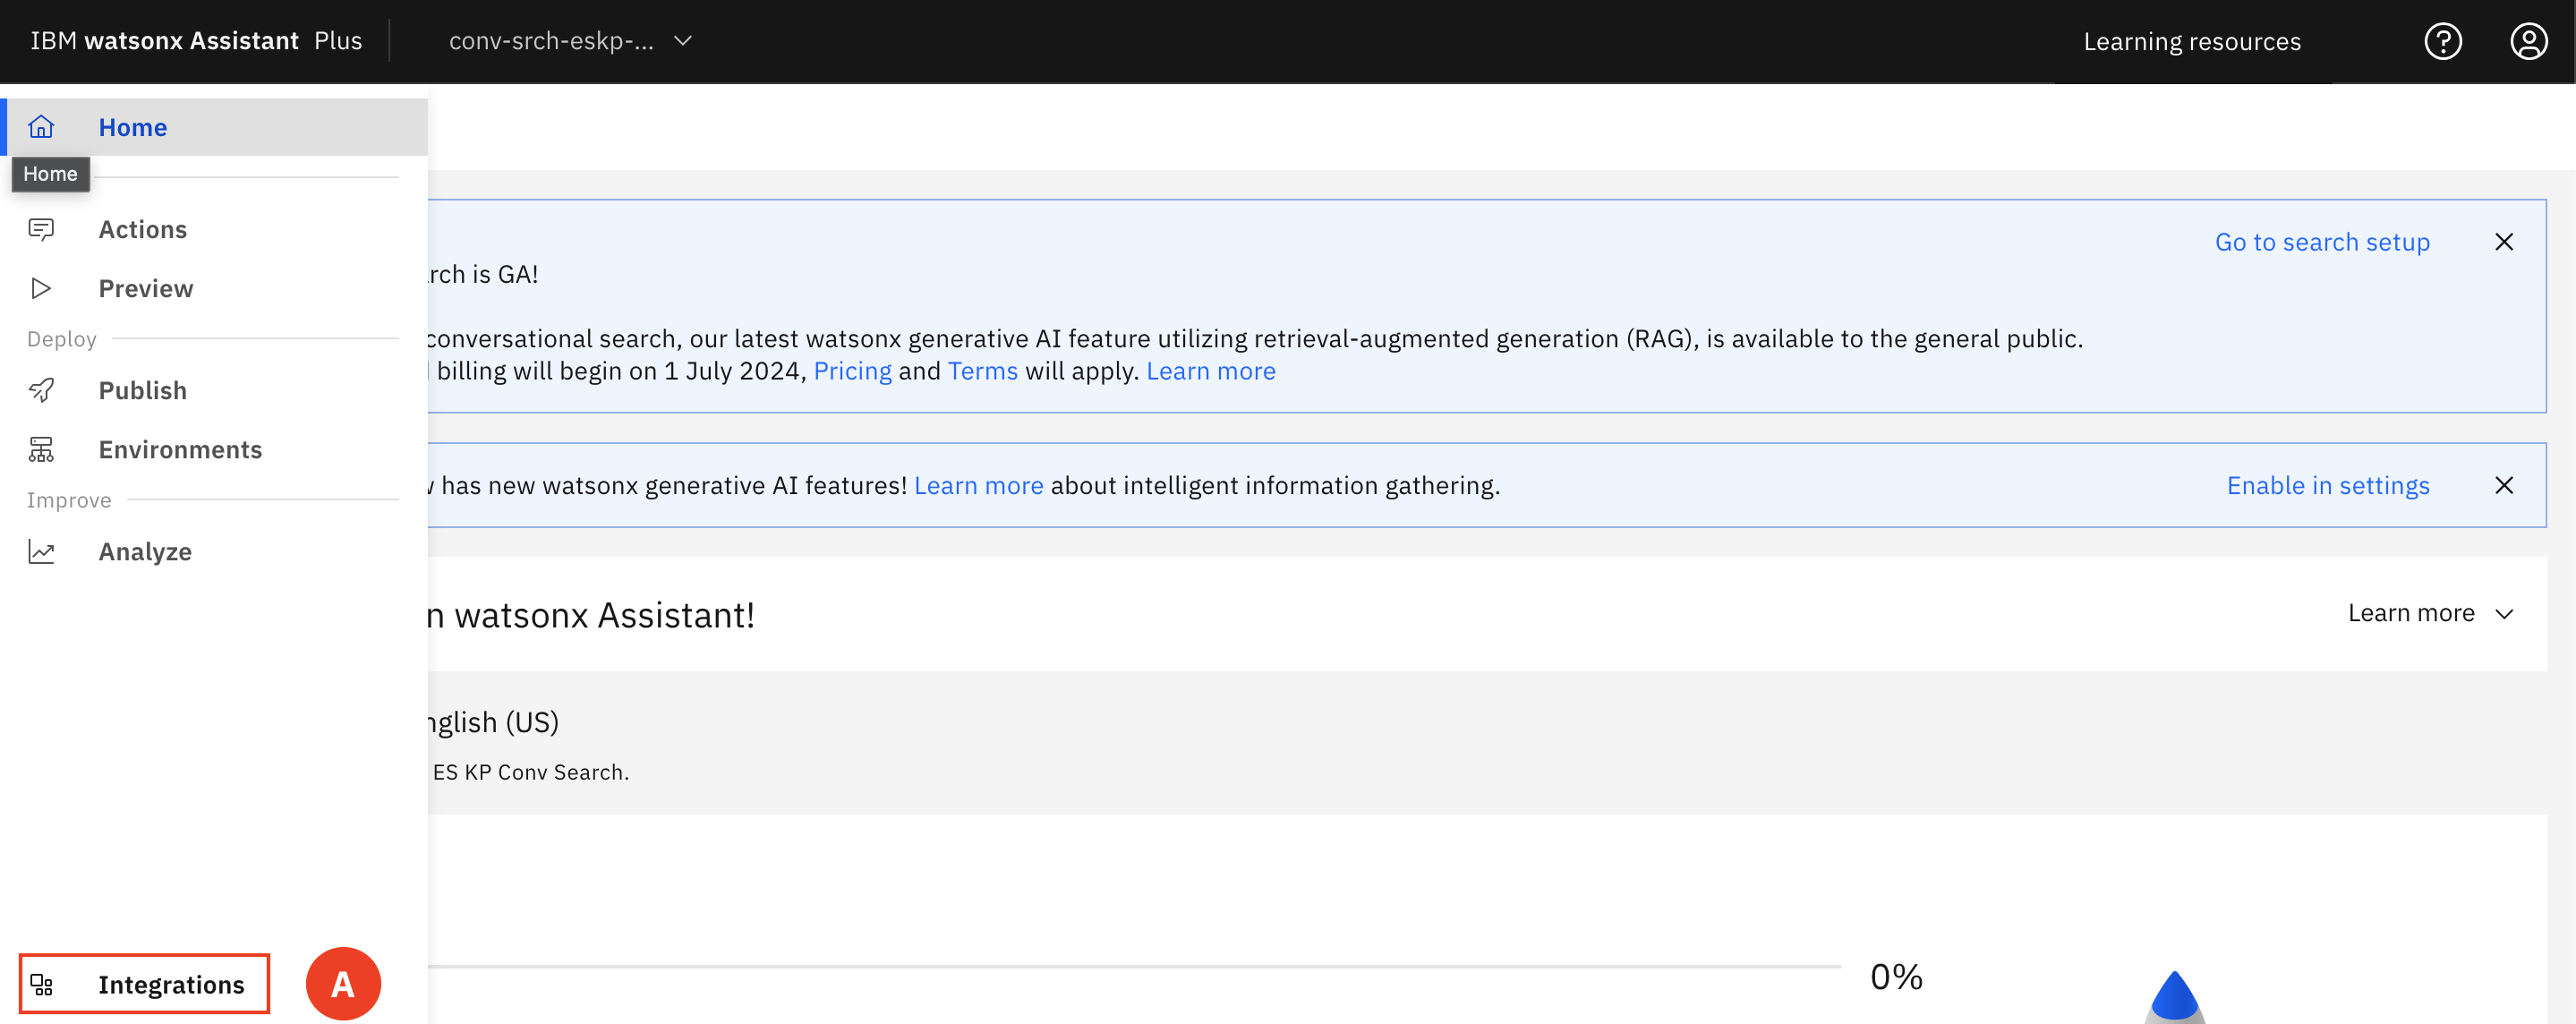 IBM watsonx Assistant Plus
conv-srch-eskp-...
Learning resources
Home
Home
Actions
Preview
Deploy
Publish
Environments
Improve
Analyze
Integrations
A
Go to search setup
rch is GA!
conversational search, our latest watsonx generative AI feature utilizing retrieval-augmented generation (RAG), is available to the general public.
billing will begin on 1 July 2024, Pricing and Terms will apply. Learn more
has new watsonx generative AI features! Learn more about intelligent information gathering.
Enable in settings
n watsonx Assistant!
Learn more
nglish (US)
ES KP Conv Search.
0%